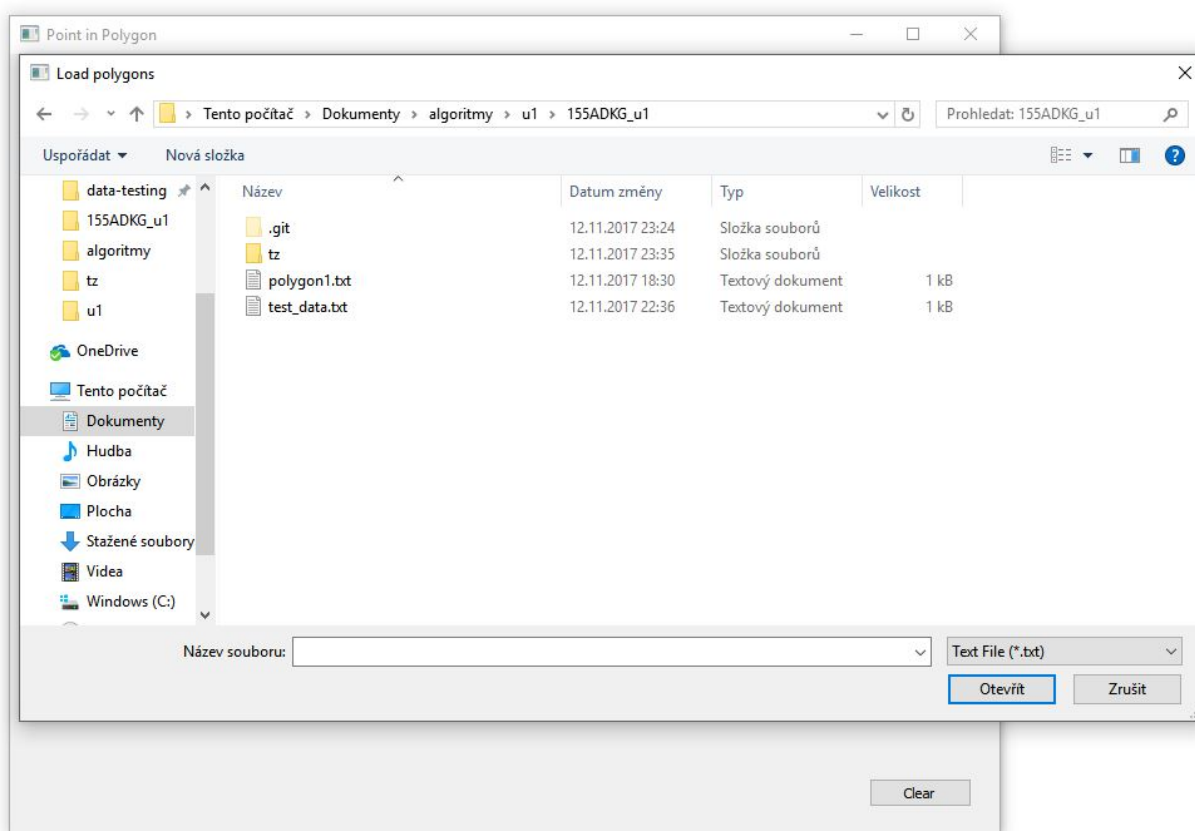 Point in Polygon
Load polygons
Tento počítač > Dokumenty > algoritmy > u1 > 155ADKG_u1
Prohledat: 155ADKG_u1
Uspořádat Nová složka
data-testing
155ADKG_u1
algoritmy
tz
u1
OneDrive
Tento počítač
Dokumenty
Hudba
Obrázky
Plocha
Stažené soubory
Videa
Windows (C:)
Název Datum změny Typ Velikost
.git 12.11.2017 23:24 Složka souborů
tz 12.11.2017 23:35 Složka souborů
polygon1.txt 12.11.2017 18:30 Textový dokument 1 kB
test_data.txt 12.11.2017 22:36 Textový dokument 1 kB
Název souboru: Text File (*.txt)
Otevřít Zrušit
Clear